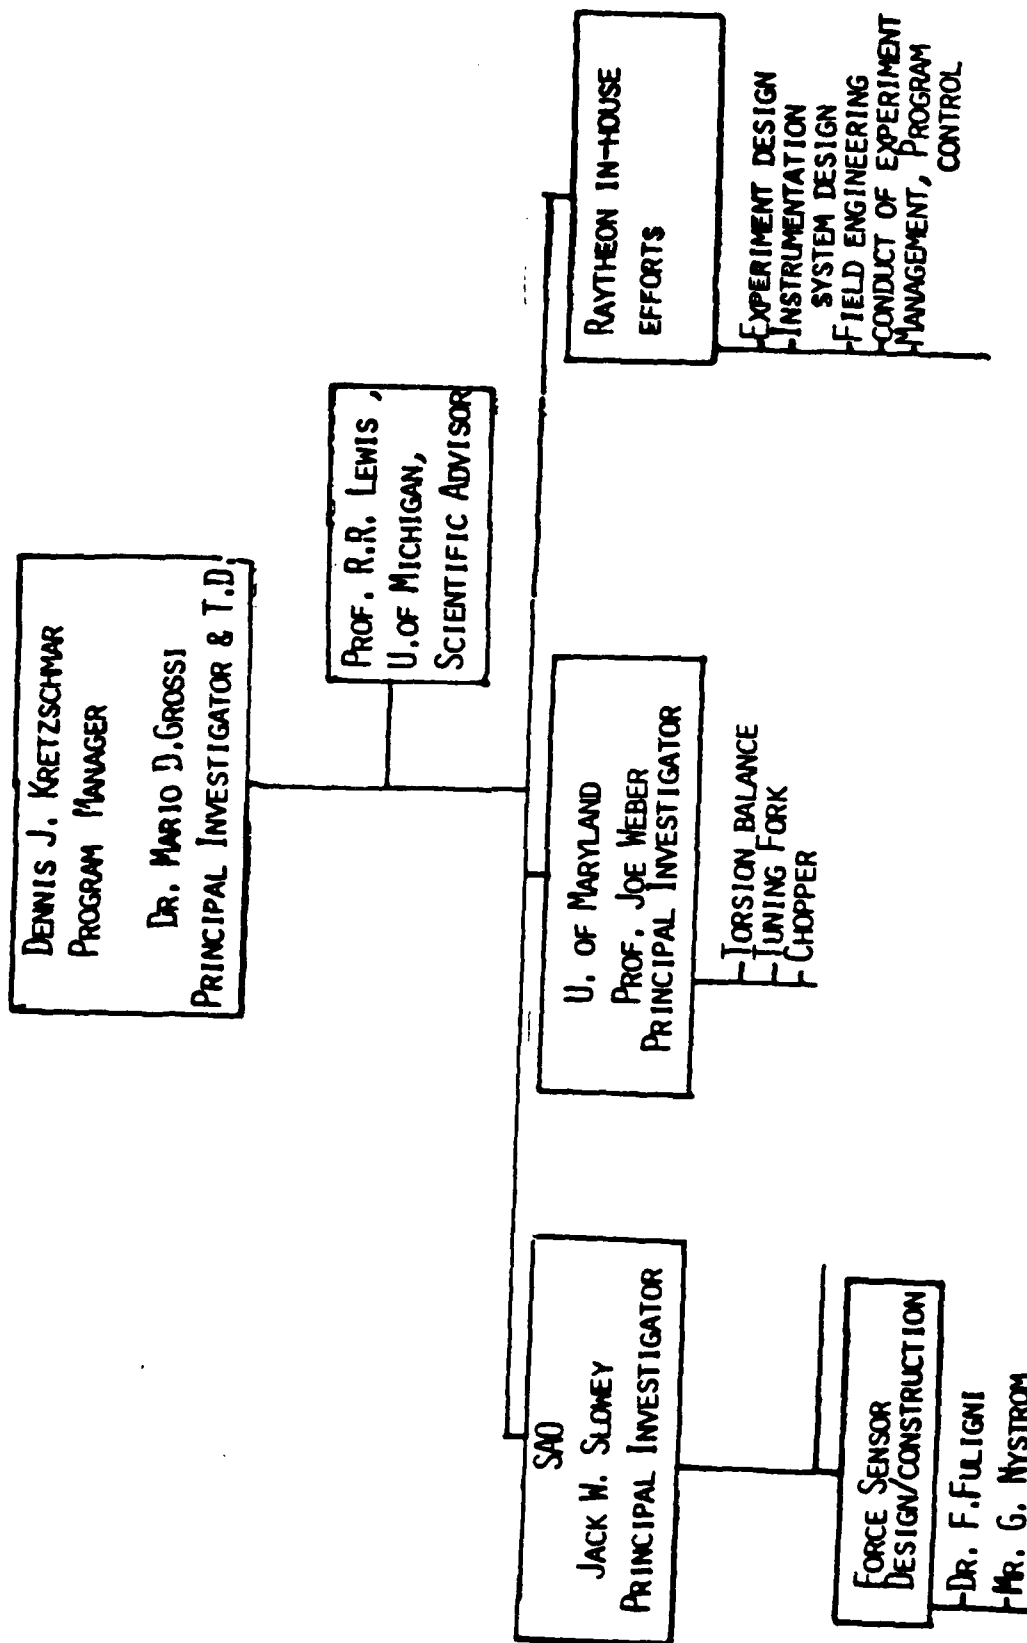 DENNIS J. KRETZSCHMAR
PROGRAM MANAGER
DR. MARIO D.GROSSI
PRINCIPAL INVESTIGATOR & T.D.
PROF. R.R. LEWIS,
U.OF MICHIGAN,
SCIENTIFIC ADVISOR
SAO
JACK W. SLOWEY
PRINCIPAL INVESTIGATOR
FORCE SENSOR
DESIGN/CONSTRUCTION
DR. F.FULIGNI
MR. G. NYSTROM
U. OF MARYLAND
PROF. JOE WEBER
PRINCIPAL INVESTIGATOR
TORSION BALANCE
TUNING FORK
CHOPPER
RAYTHEON IN-HOUSE
EFFORTS
EXPERIMENT DESIGN
INSTRUMENTATION
SYSTEM DESIGN
FIELD ENGINEERING
CONDUCT OF EXPERIMENT
MANAGEMENT, PROGRAM
CONTROL